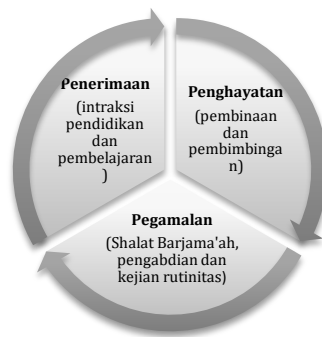 Penerimaan
(intraksi
pendidikan
dan
pembelajaran
)
Penghayatan
(pembinaan
dan
pembimbinga
n)
Pegamalan
(Shalat Barjama'ah,
pengabdian dan
kejian rutinitas)